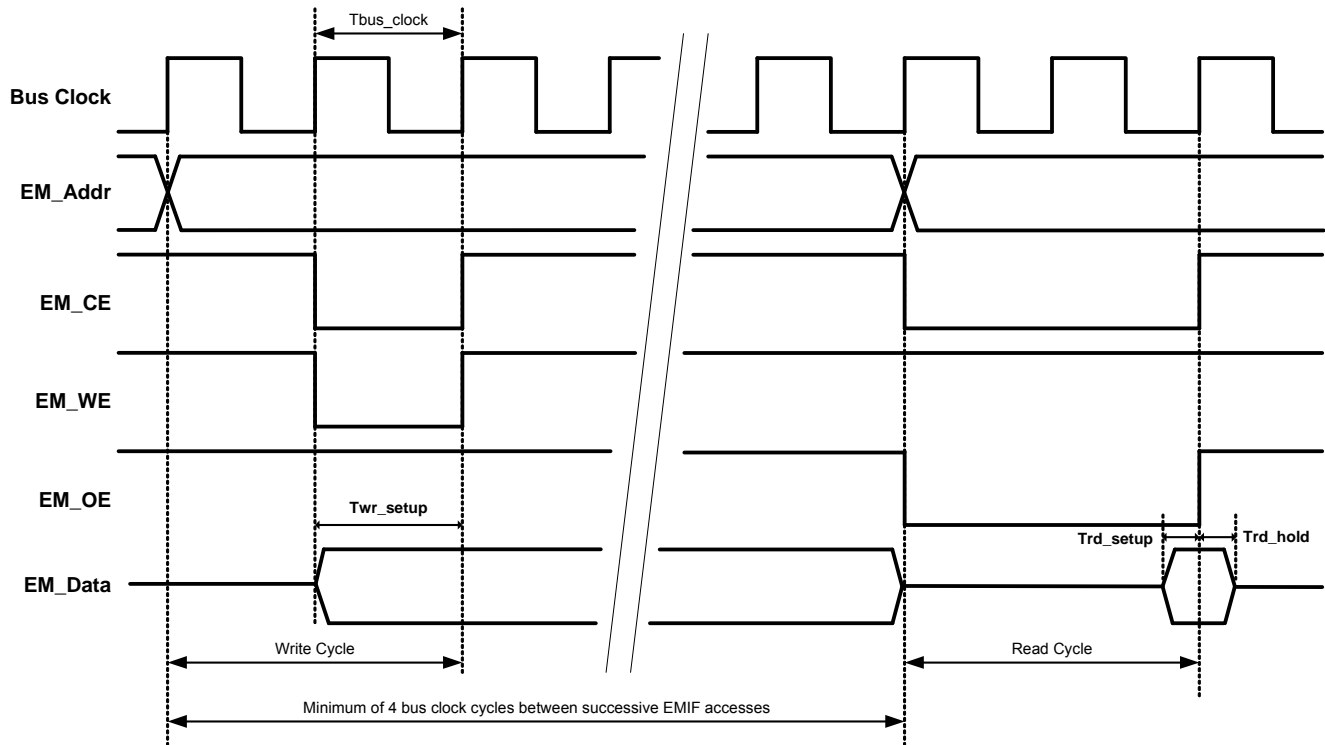 Tbus_clock
Bus Clock
EM_Addr
EM_CE
EM_WE
EM_OE
Twr_setup
Trd_setup
Trd_hold
EM_Data
Write Cycle
Read Cycle
Minimum of 4 bus clock cycles between successive EMIF accesses